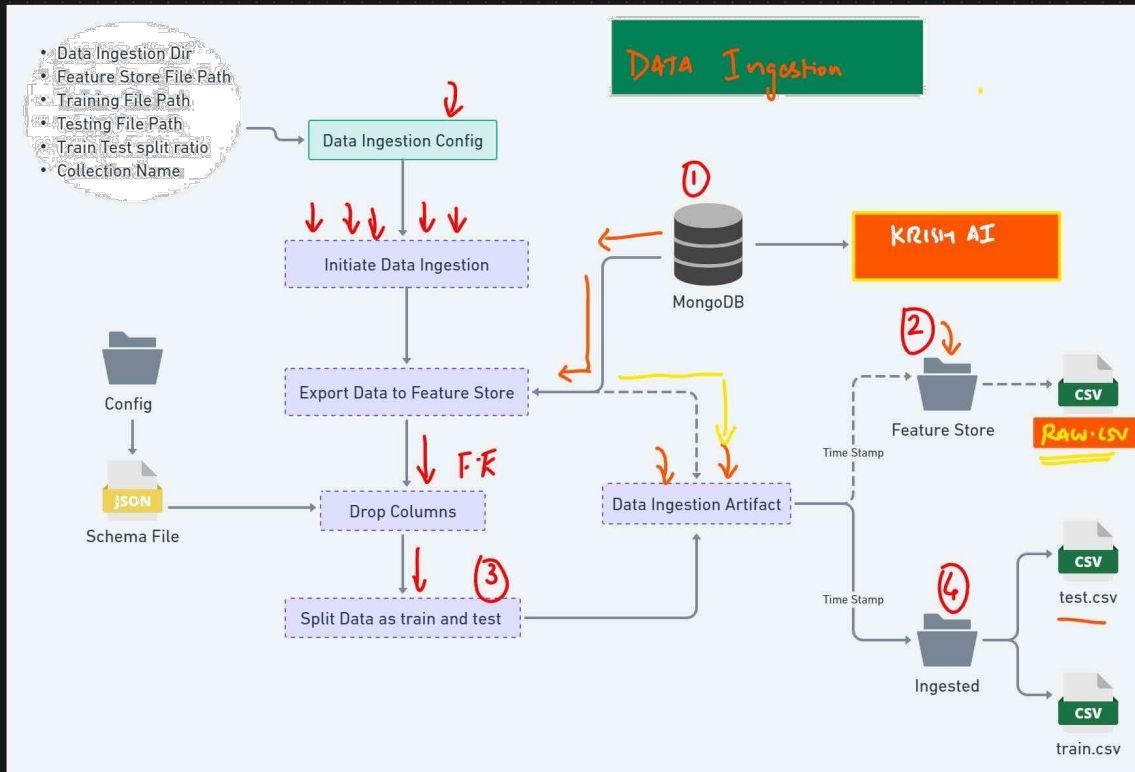 DATA Ingestion
• Data Ingestion Dir
• Feature Store File Path
• Training File Path
• Testing File Path
• Train Test split ratio
• Collection Name
Data Ingestion Config
1
KRISH AI
Initiate Data Ingestion
MongoDB
2
Config
Export Data to Feature Store
Feature Store
CSV
RAW.CSV
Time Stamp
F.E
JSON
Schema File
Drop Columns
Data Ingestion Artifact
3
Split Data as train and test
Time Stamp
4
CSV
test.csv
Ingested
CSV
train.csv